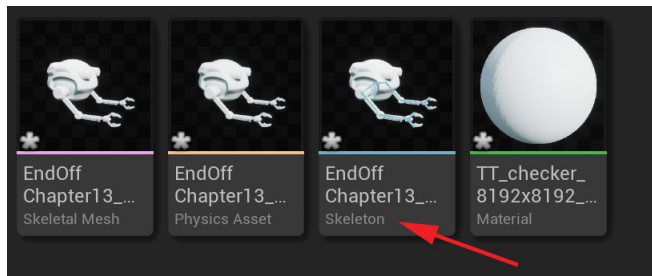 EndOff
Chapter13_...
Skeletal Mesh
EndOff
Chapter13_...
Physics Asset
EndOff
Chapter13_...
Skeleton
TT_checker_
8192x8192_...
Material